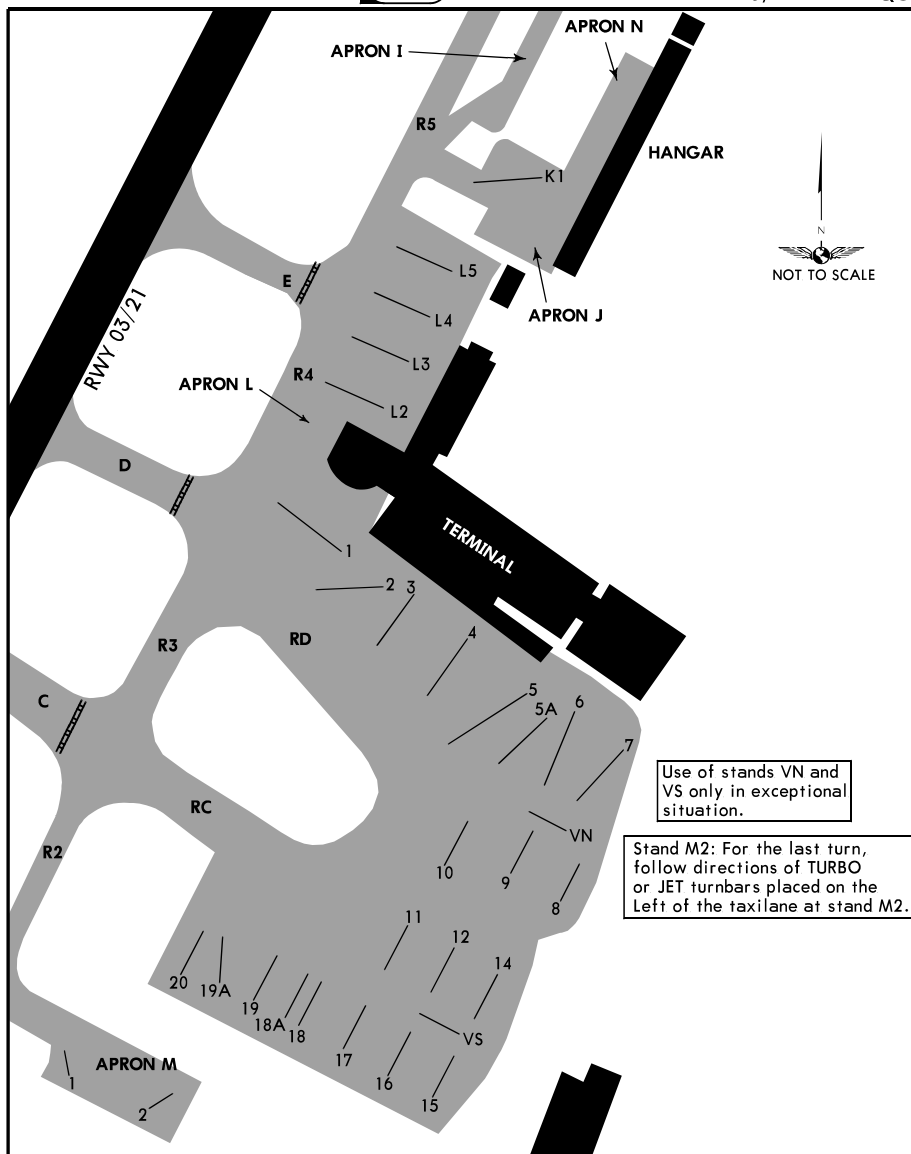 APRON N
APRON I
R5
HANGAR
K1
N
NOT TO SCALE
E
L5
APRON J
L4
RWY 03/21
L3
R4
APRON L
L2
D
TERMINAL
1
2
3
4
RD
R3
5
5A
6
C
7
Use of stands VN and
VS only in exceptional
situation.
RC
VN
R2
Stand M2: For the last turn,
follow directions of TURBO
or JET turnbars placed on the
Left of the taxilane at stand M2.
10
9
8
11
12
14
20
19A
19
18A
18
VS
17
16
15
APRON M
1
2